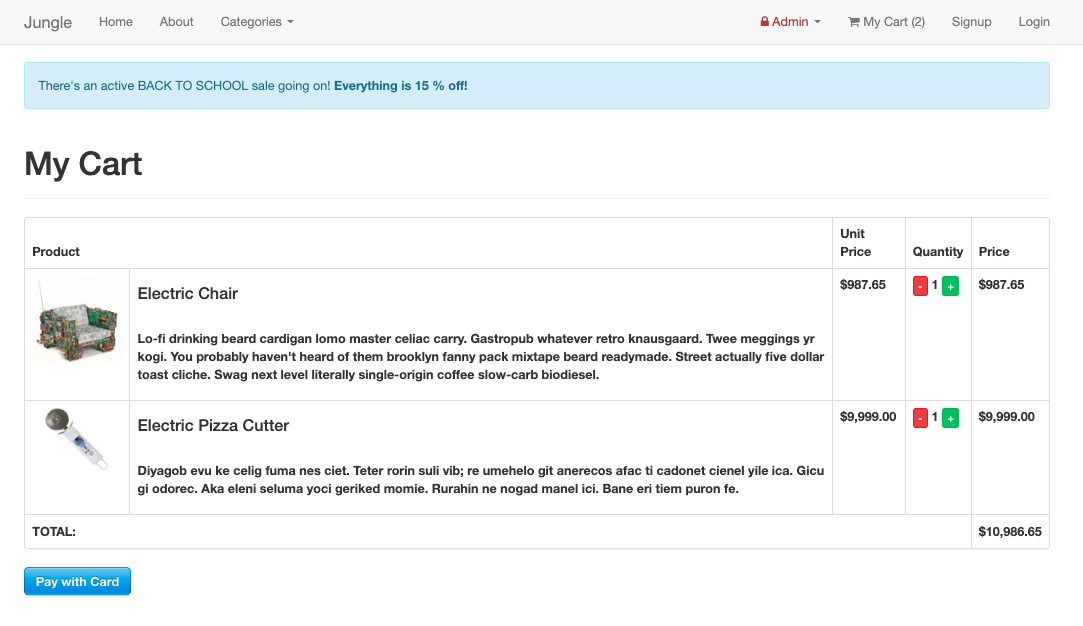 Jungle Home About Categories Admin My Cart (2) Signup Login
There's an active BACK TO SCHOOL sale going on! Everything is 15 % off!
My Cart
Product Unit Price Quantity Price
Electric Chair $987.65 - 1 + $987.65
Lo-fi drinking beard cardigan lomo master celiac carry. Gastropub whatever retro knausgaard. Twee meggings yr
kogi. You probably haven't heard of them brooklyn fanny pack mixtape beard readymade. Street actually five dollar
toast cliche. Swag next level literally single-origin coffee slow-carb biodiesel.
Electric Pizza Cutter $9,999.00 - 1 + $9,999.00
Diyagob evu ke celig fuma nes ciet. Teter rorin suli vib; re umehelo git anerecos afac ti cadonet cienel yile ica. Gicu
gi odorec. Aka eleni seluma yoci geriked momie. Rurahin ne nogad manel ici. Bane eri tiem puron fe.
TOTAL: $10,986.65
Pay with Card